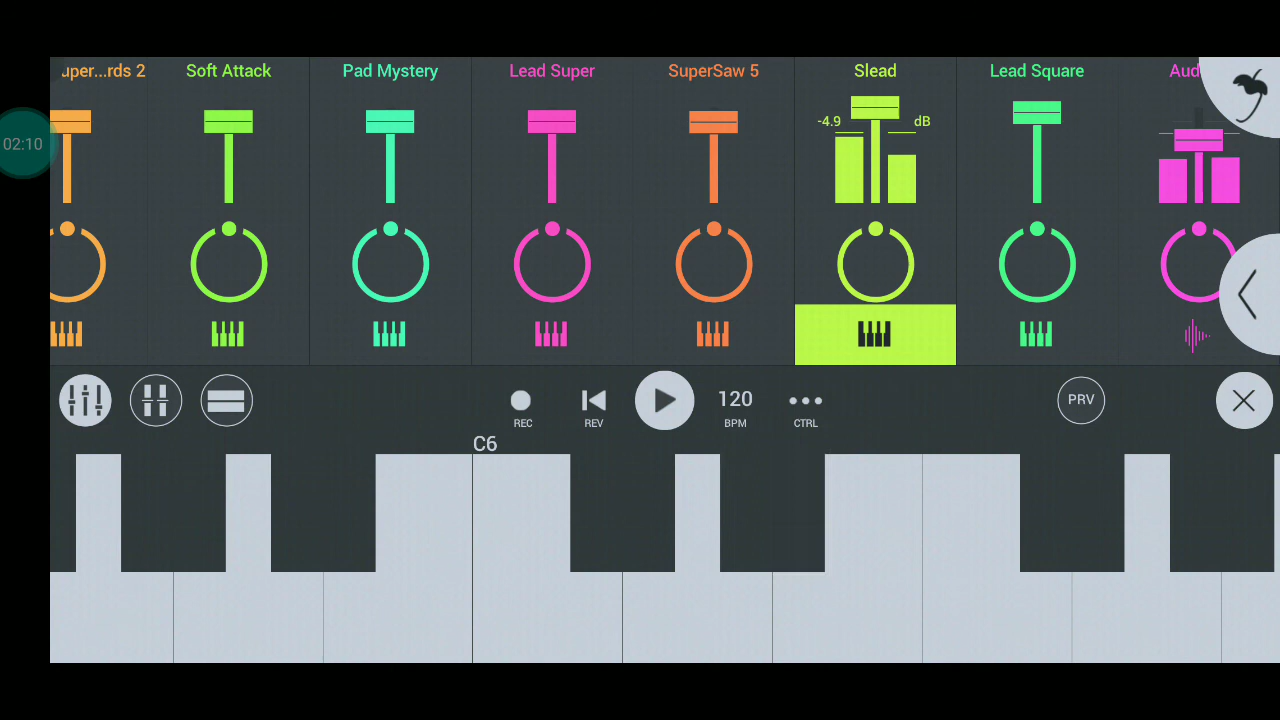 uper...rds 2
Soft Attack
Pad Mystery
Lead Super
SuperSaw 5
Slead
Lead Square
Aud
-4.9
dB
02:10
REC
REV
120
BPM
CTRL
PRV
C6